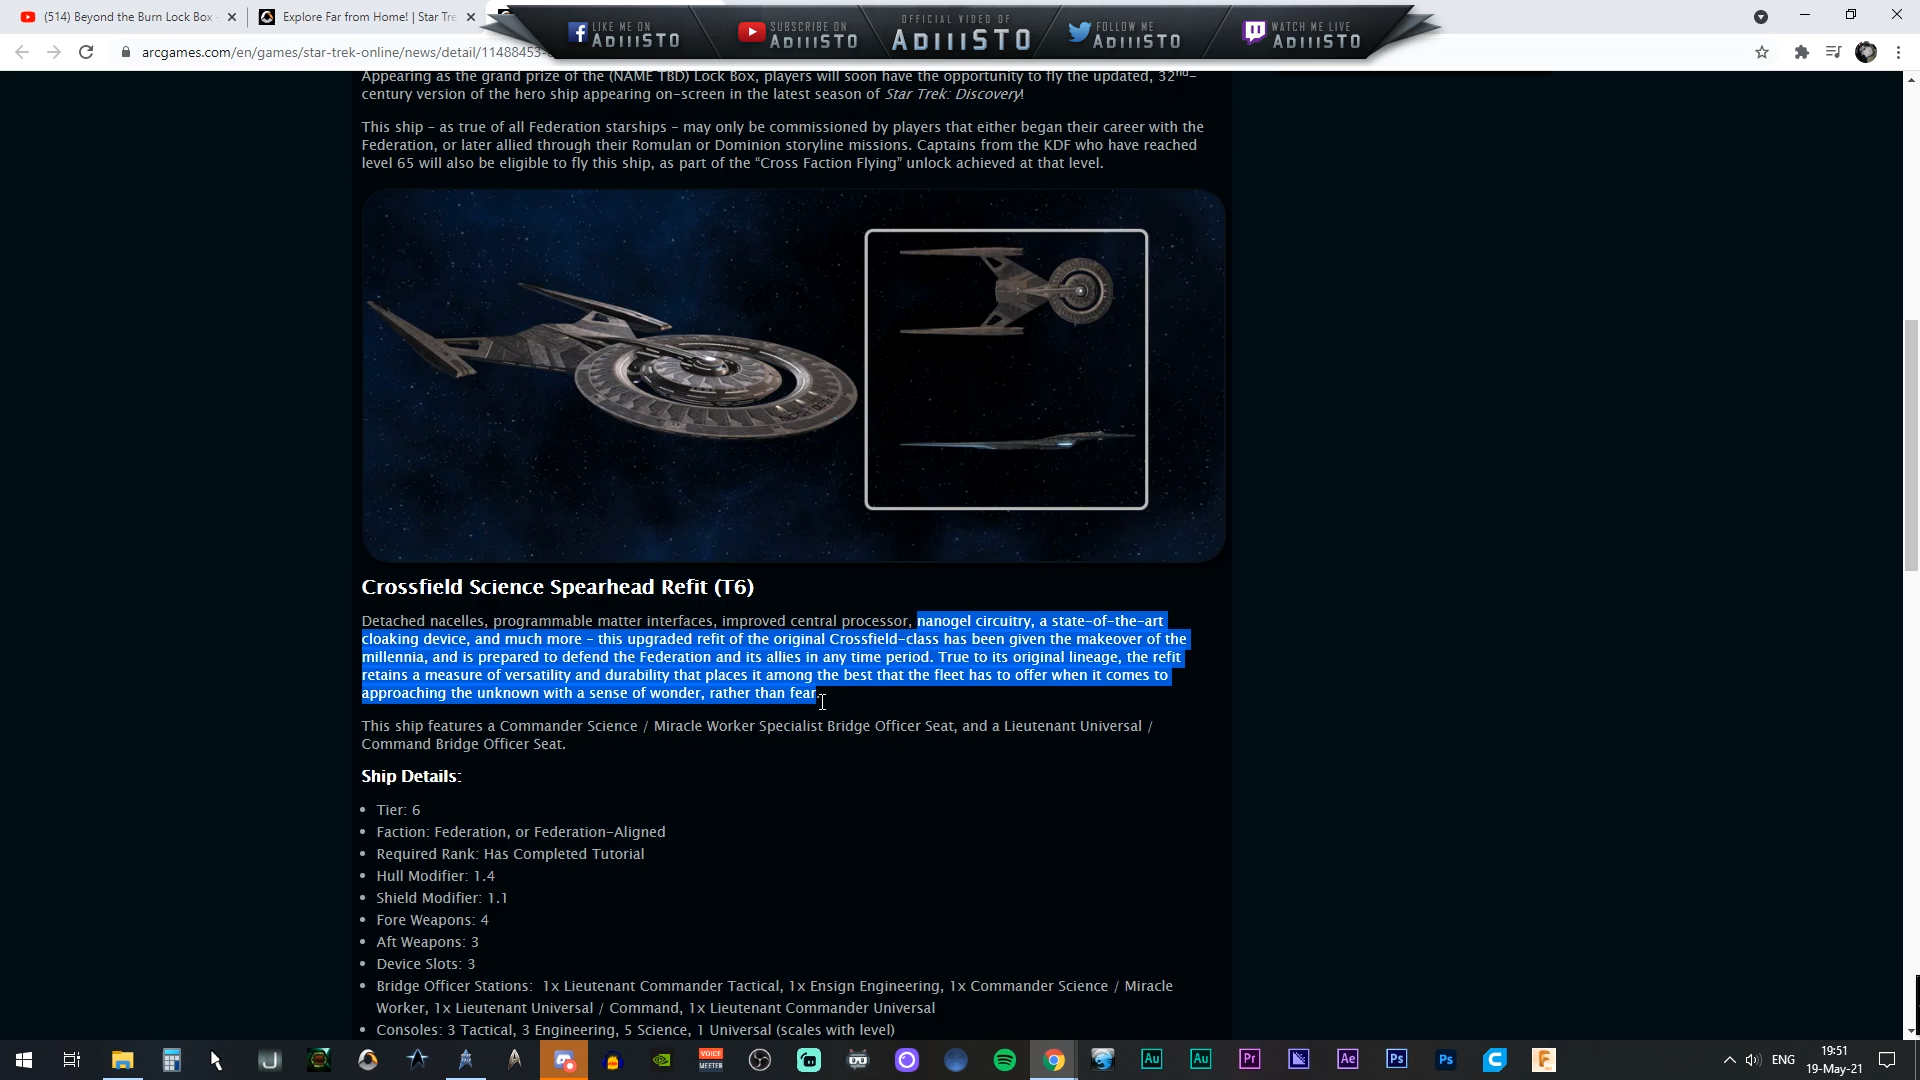 (514) Beyond the Burn Lock Box -
Explore Far from Home! | Star Tre
LIKE ME ON
ADIIISTO
SUBSCRIBE ON
ADIIISTO
OFFICIAL VIDEO OF
ADIIISTO
FOLLOW ME
ADIIISTO
WATCH ME LIVE
ADIIISTO
arcgames.com/en/games/star-trek-online/news/detail/11488453-
Appearing as the grand prize of the (NAME TBD) Lock Box, players will soon have the opportunity to fly the updated, 32nd-
century version of the hero ship appearing on-screen in the latest season of Star Trek: Discovery!
This ship – as true of all Federation starships – may only be commissioned by players that either began their career with the
Federation, or later allied through their Romulan or Dominion storyline missions. Captains from the KDF who have reached
level 65 will also be eligible to fly this ship, as part of the “Cross Faction Flying” unlock achieved at that level.
Crossfield Science Spearhead Refit (T6)
Detached nacelles, programmable matter interfaces, improved central processor, nanogel circuitry, a state-of-the-art
cloaking device, and much more – this upgraded refit of the original Crossfield-class has been given the makeover of the
millennia, and is prepared to defend the Federation and its allies in any time period. True to its original lineage, the refit
retains a measure of versatility and durability that places it among the best that the fleet has to offer when it comes to
approaching the unknown with a sense of wonder, rather than fear.
This ship features a Commander Science / Miracle Worker Specialist Bridge Officer Seat, and a Lieutenant Universal /
Command Bridge Officer Seat.
Ship Details:
• Tier: 6
• Faction: Federation, or Federation-Aligned
• Required Rank: Has Completed Tutorial
• Hull Modifier: 1.4
• Shield Modifier: 1.1
• Fore Weapons: 4
• Aft Weapons: 3
• Device Slots: 3
• Bridge Officer Stations: 1x Lieutenant Commander Tactical, 1x Ensign Engineering, 1x Commander Science / Miracle
Worker, 1x Lieutenant Universal / Command, 1x Lieutenant Commander Universal
• Consoles: 3 Tactical, 3 Engineering, 5 Science, 1 Universal (scales with level)
VOICE
MEETER
Au
Au
Pr
Ae
Ps
Ps
ENG
19:51
19-May-21